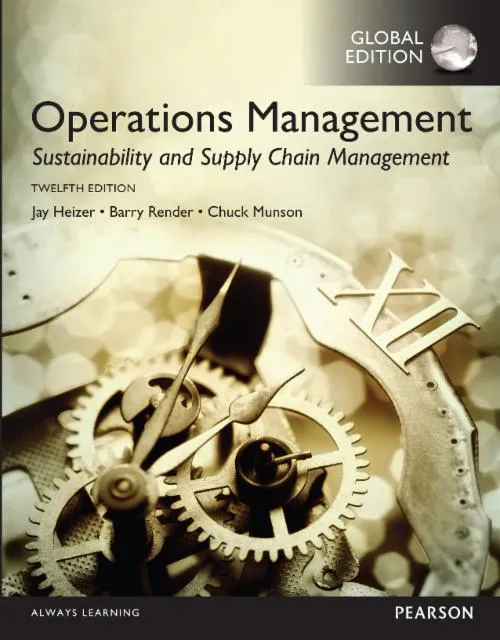 GLOBAL
EDITION
Operations Management
Sustainability and Supply Chain Management
TWELFTH EDITION
Jay Heizer • Barry Render • Chuck Munson
XII
ALWAYS LEARNING
PEARSON